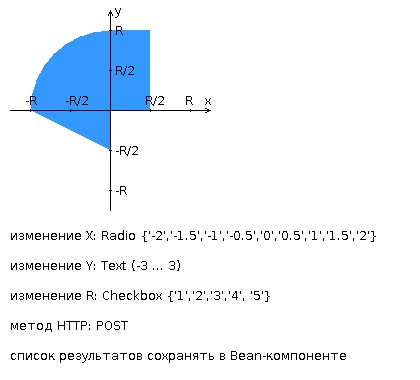 y
R
R/2
-R -R/2 R/2 R x
-R/2
-R
изменение X: Radio {'-2','-1.5','-1','-0.5','0','0.5','1','1.5','2'}
изменение Y: Text (-3 ... 3)
изменение R: Checkbox {'1','2','3','4', '5'}
метод HTTP: POST
список результатов сохранять в Bean-компоненте